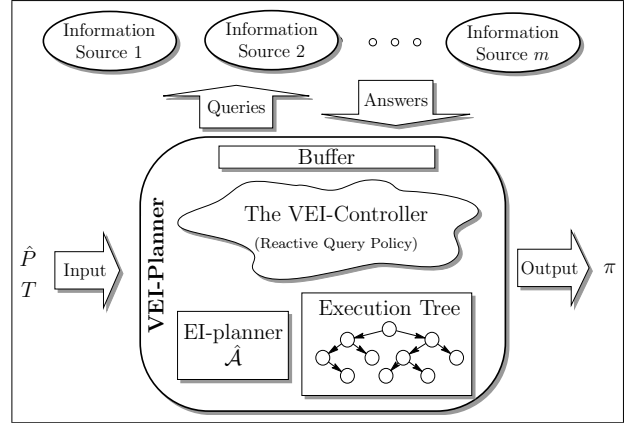 Information
Source 1
Information
Source 2
Information
Source m
Queries
Answers
Buffer
VEI-Planner
The VEI-Controller
(Reactive Query Policy)
P̂
T
Input
Output
π
EI-planner
𝒜̂
Execution Tree